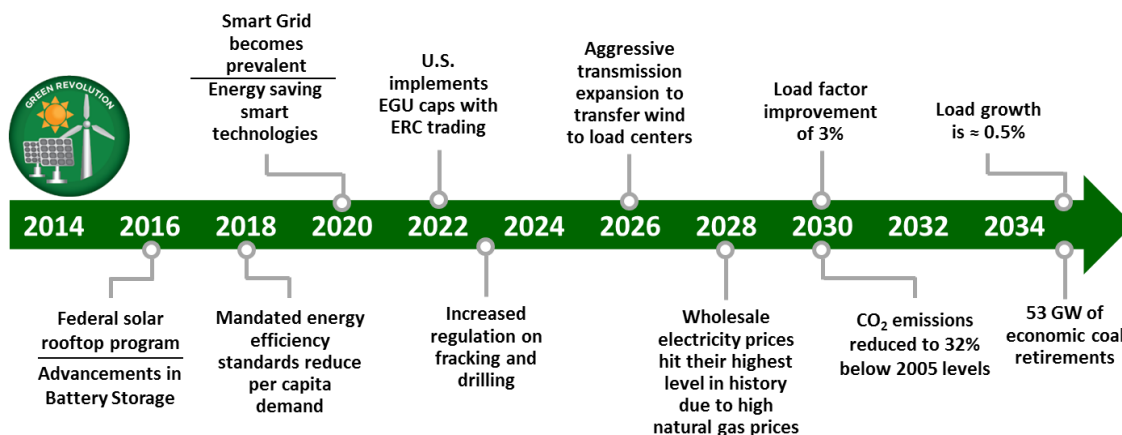 GREEN REVOLUTION
Smart Grid
becomes
prevalent
Energy saving
smart
technologies
U.S.
implements
EGU caps with
ERC trading
Aggressive
transmission
expansion to
transfer wind
to load centers
Load factor
improvement
of 3%
Load growth
is ≈ 0.5%
2014 2016 2018 2020 2022 2024 2026 2028 2030 2032 2034
Federal solar
rooftop program
Advancements in
Battery Storage
Mandated energy
efficiency
standards reduce
per capita
demand
Increased
regulation on
fracking and
drilling
Wholesale
electricity prices
hit their highest
level in history
due to high
natural gas prices
CO₂ emissions
reduced to 32%
below 2005 levels
53 GW of
economic coal
retirements